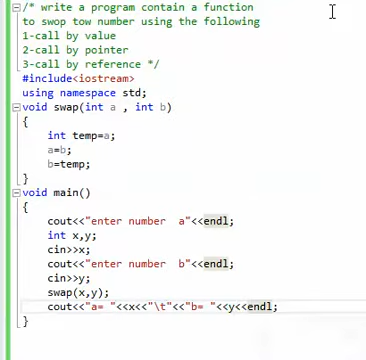 /* write a program contain a function
to swap tow number using the following
1-call by value
2-call by pointer
3-call by reference */
#include<iostream>
using namespace std;
void swap(int a , int b)
{
int temp=a;
a=b;
b=temp;
}
void main()
{
cout<<"enter number  a"<<endl;
int x,y;
cin>>x;
cout<<"enter number  b"<<endl;
cin>>y;
swap(x,y);
cout<<"a= "<<x<<"\t"<<"b= "<<y<<endl;
}